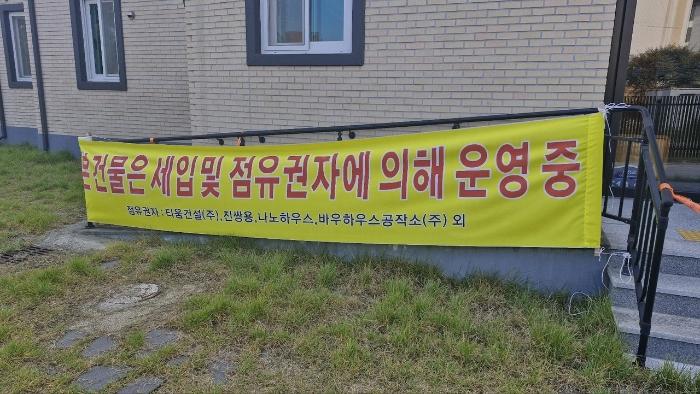 본 건물은 세입 및 점유권자에 의해 운영 중
점유권자 : 티움건설(주), 진쌍용, 나노하우스, 바우하우스공작소(주) 외